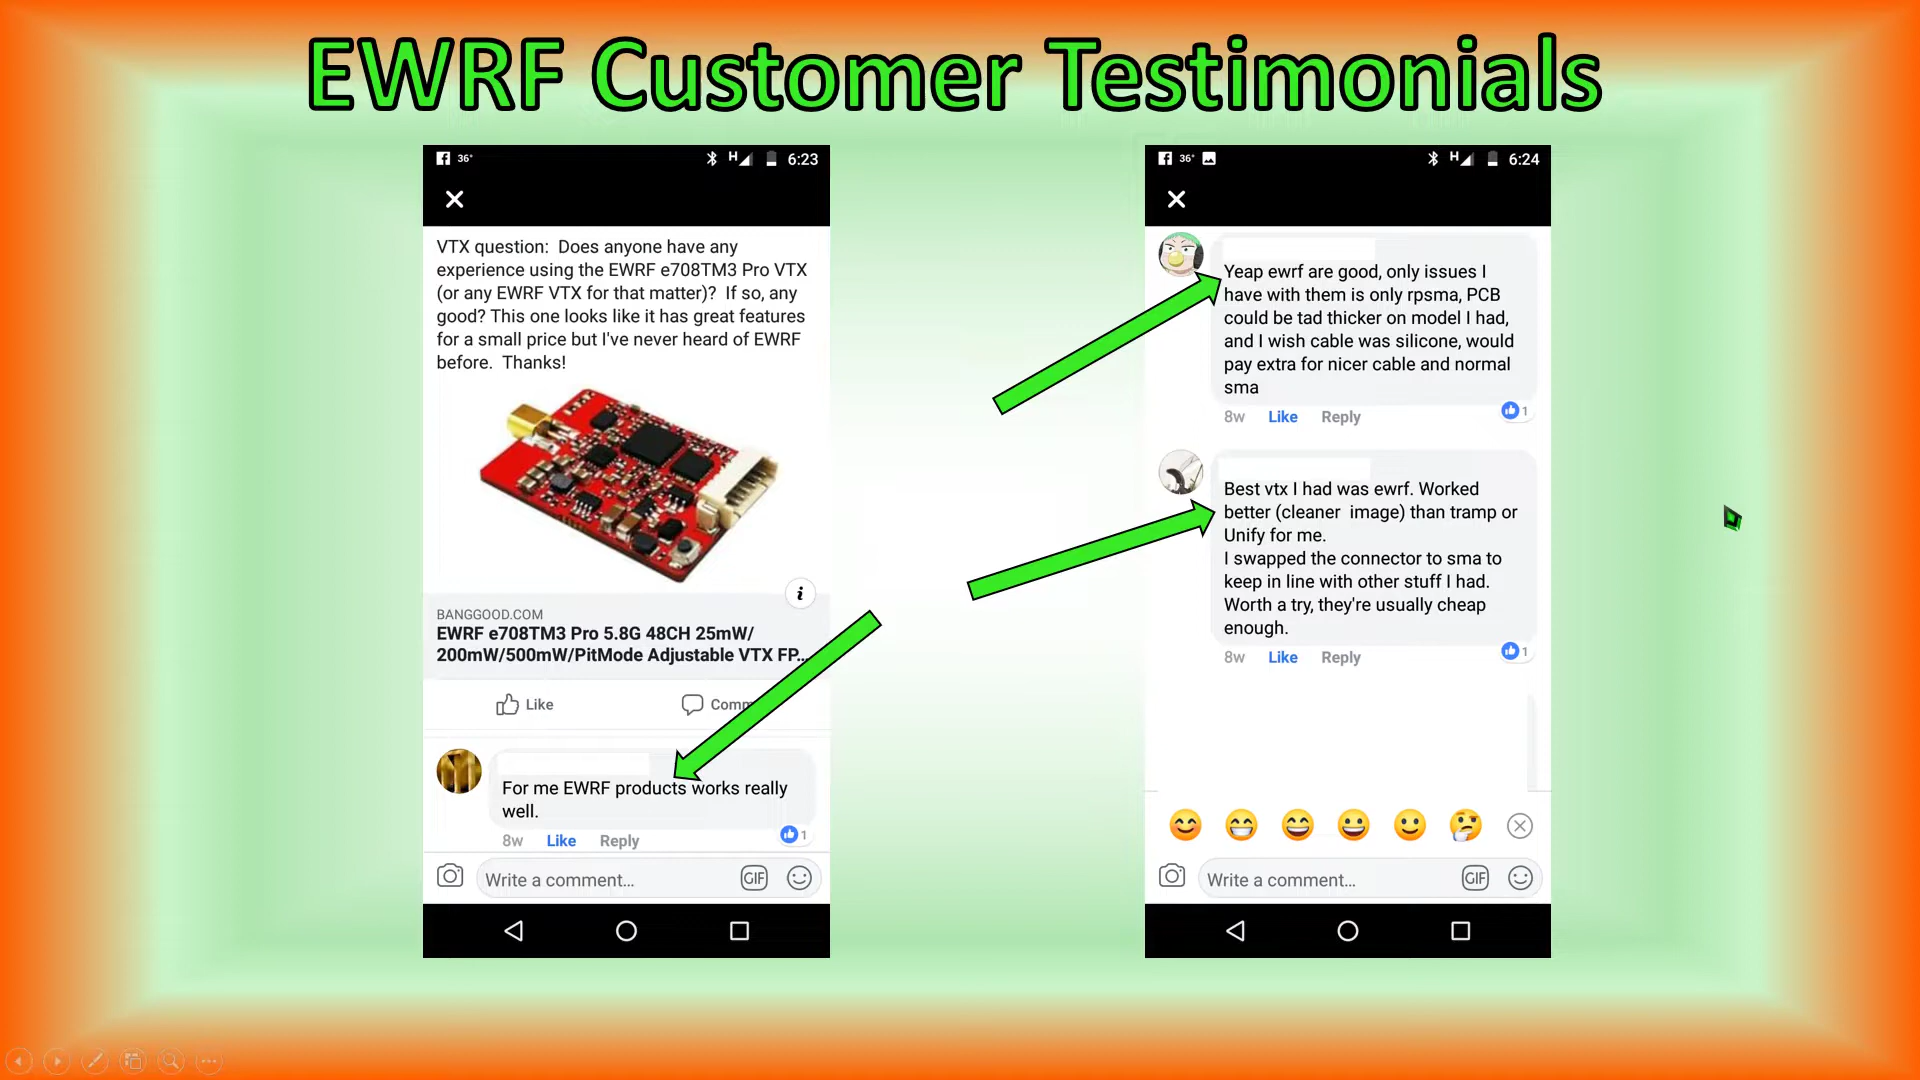 EWRF Customer Testimonials
36°
H
6:23
VTX question:  Does anyone have any
experience using the EWRF e708TM3 Pro VTX
(or any EWRF VTX for that matter)?  If so, any
good? This one looks like it has great features
for a small price but I've never heard of EWRF
before.  Thanks!
i
BANGGOOD.COM
EWRF e708TM3 Pro 5.8G 48CH 25mW/
200mW/500mW/PitMode Adjustable VTX FP...
Like
Comm
For me EWRF products works really
well.
8w Like Reply 1
Write a comment...
GIF
36°
H
6:24
Yeap ewrf are good, only issues I
have with them is only rpsma, PCB
could be tad thicker on model I had,
and I wish cable was silicone, would
pay extra for nicer cable and normal
sma
8w Like Reply 1
Best vtx I had was ewrf. Worked
better (cleaner  image) than tramp or
Unify for me.
I swapped the connector to sma to
keep in line with other stuff I had.
Worth a try, they're usually cheap
enough.
8w Like Reply 1
Write a comment...
GIF